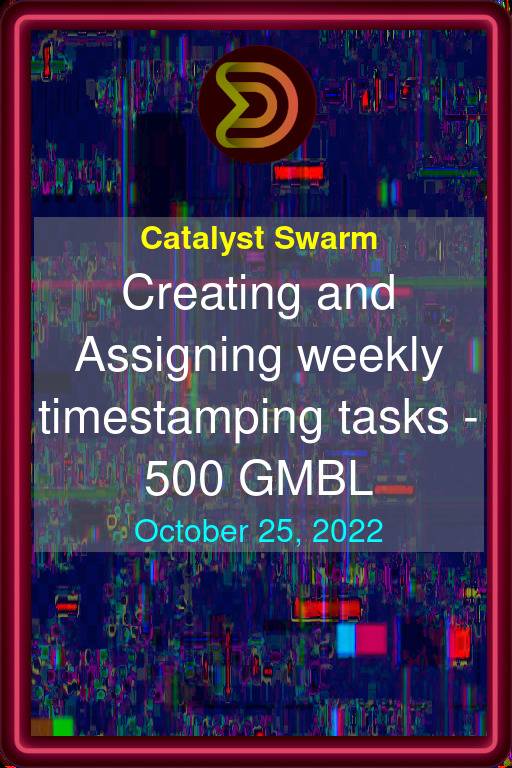 Catalyst Swarm
Creating and
Assigning weekly
timestamping tasks -
500 GMBL
October 25, 2022